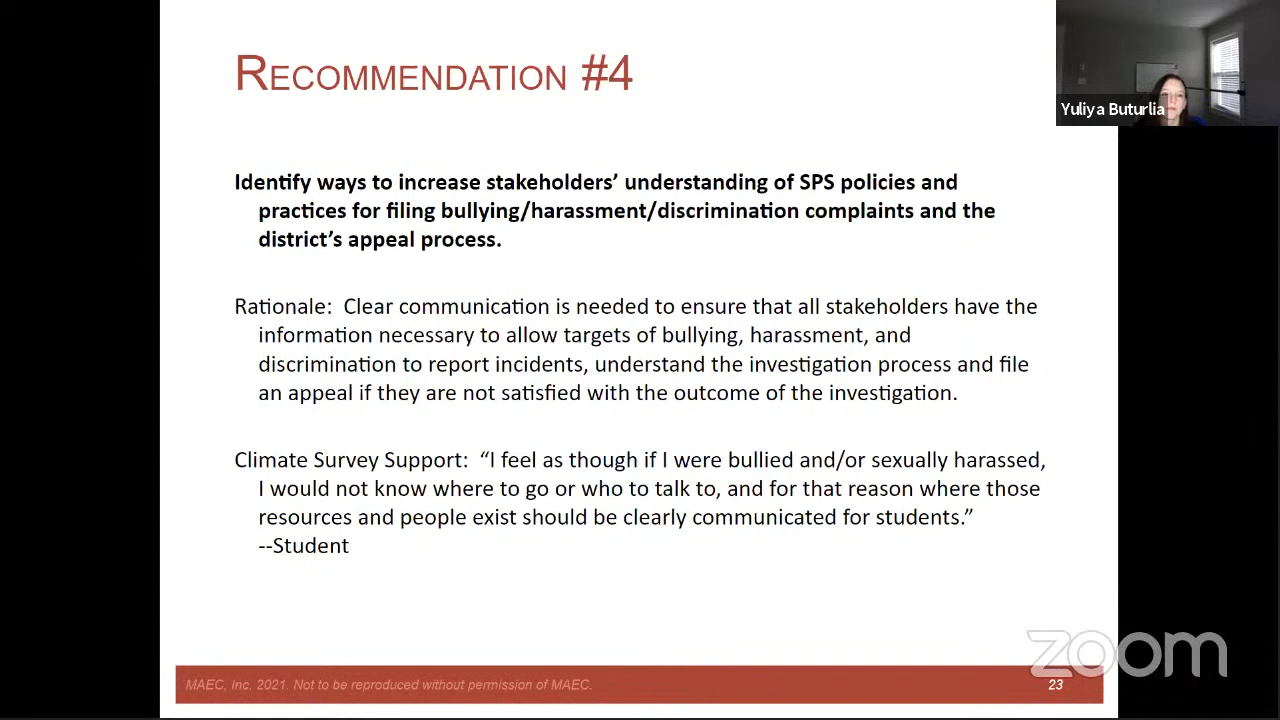 RECOMMENDATION #4
Yuliya Buturlia
Identify ways to increase stakeholders’ understanding of SPS policies and
practices for filing bullying/harassment/discrimination complaints and the
district’s appeal process.
Rationale:  Clear communication is needed to ensure that all stakeholders have the
information necessary to allow targets of bullying, harassment, and
discrimination to report incidents, understand the investigation process and file
an appeal if they are not satisfied with the outcome of the investigation.
Climate Survey Support:  “I feel as though if I were bullied and/or sexually harassed,
I would not know where to go or who to talk to, and for that reason where those
resources and people exist should be clearly communicated for students.”
--Student
zoom
MAEC, Inc. 2021. Not to be reproduced without permission of MAEC.
23